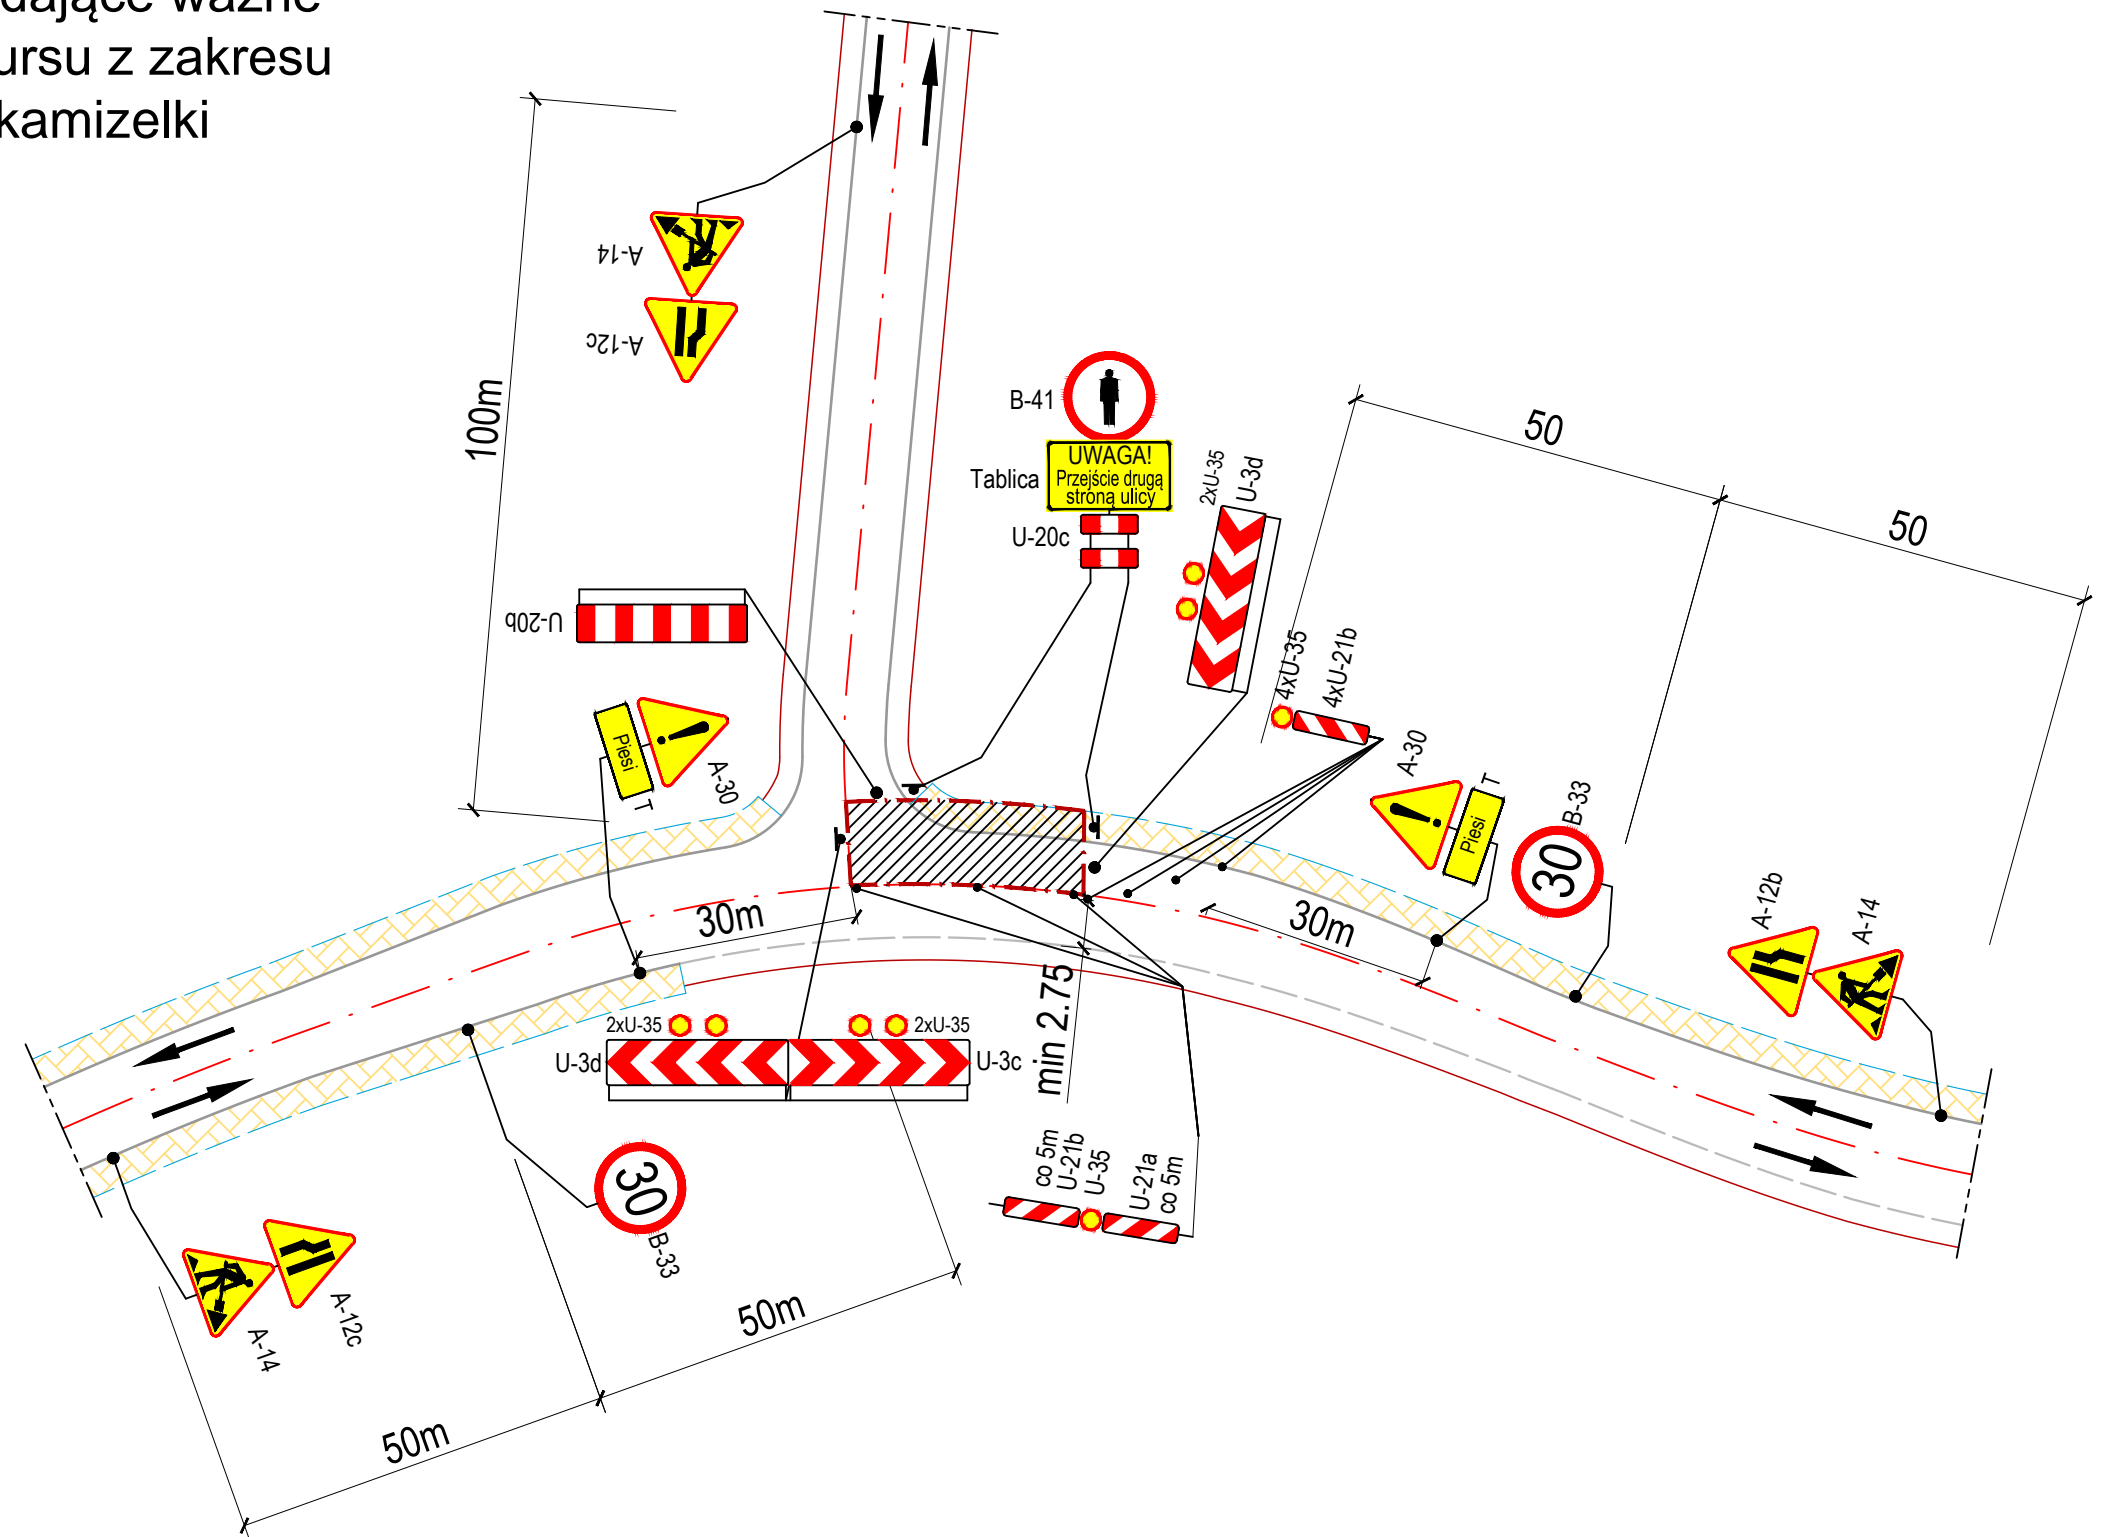 dające ważne
ursu z zakresu
kamizelki
A-14
A-12c
100m
B-41
UWAGA!
Przejście drugą
stroną ulicy
Tablica
U-20c
2xU-35
U-3d
50
50
U-20b
4xU-35
4xU-21b
Piesi
T
A-30
A-30
T
Piesi
B-33
30
A-12b
A-14
30m
30m
min 2.75
2xU-35
2xU-35
U-3d
U-3c
co 5m
U-21b
U-35
U-21a
co 5m
30
B-33
A-14
A-12c
50m
50m